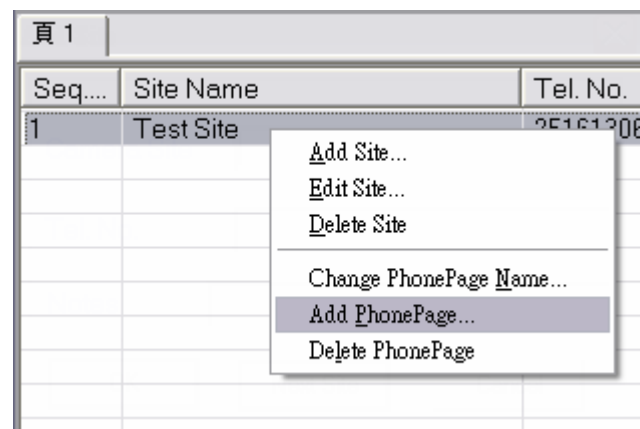 頁 1
Seq.... Site Name Tel. No.
1 Test Site
Add Site...
Edit Site...
Delete Site
Change PhonePage Name...
Add PhonePage...
Delete PhonePage